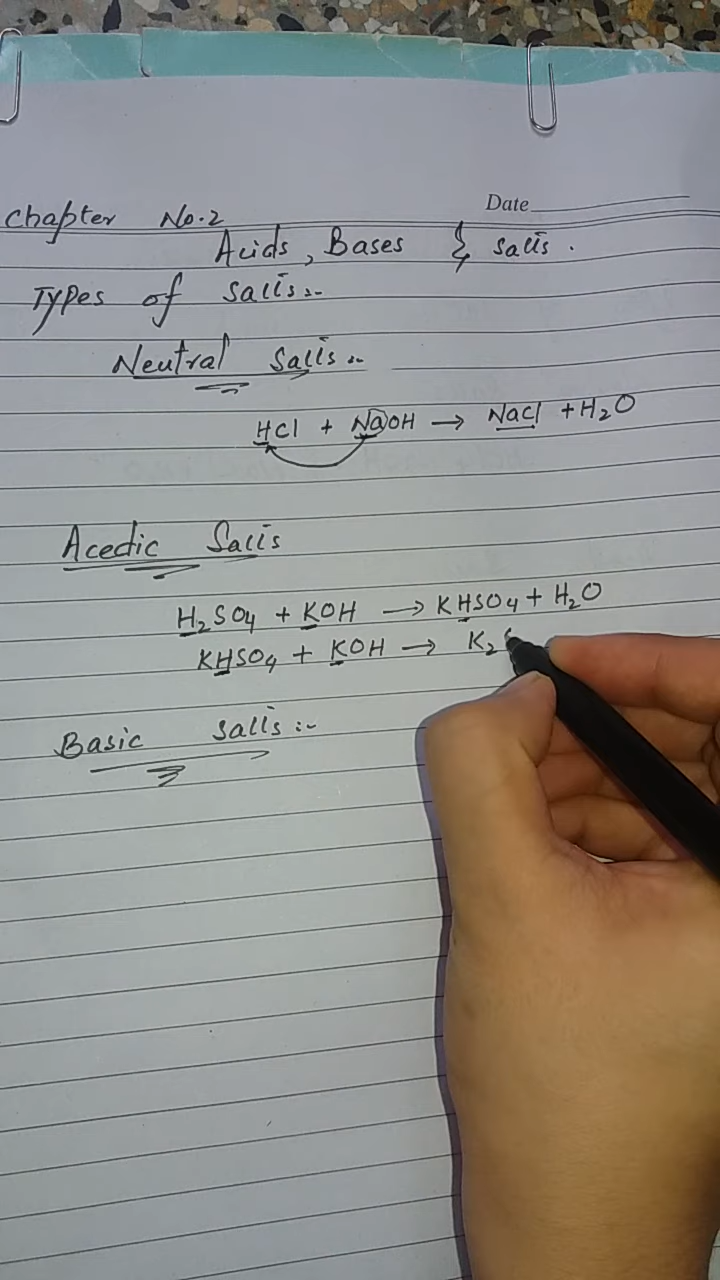 Date
Chapter No.2
Acids, Bases & Salts.
Types of Salts:-
Neutral Salts:-
HCl + NaOH → NaCl + H₂O
Acedic Salts
H₂SO₄ + KOH → KHSO₄ + H₂O
KHSO₄ + KOH → K₂S
Basic Salts:-